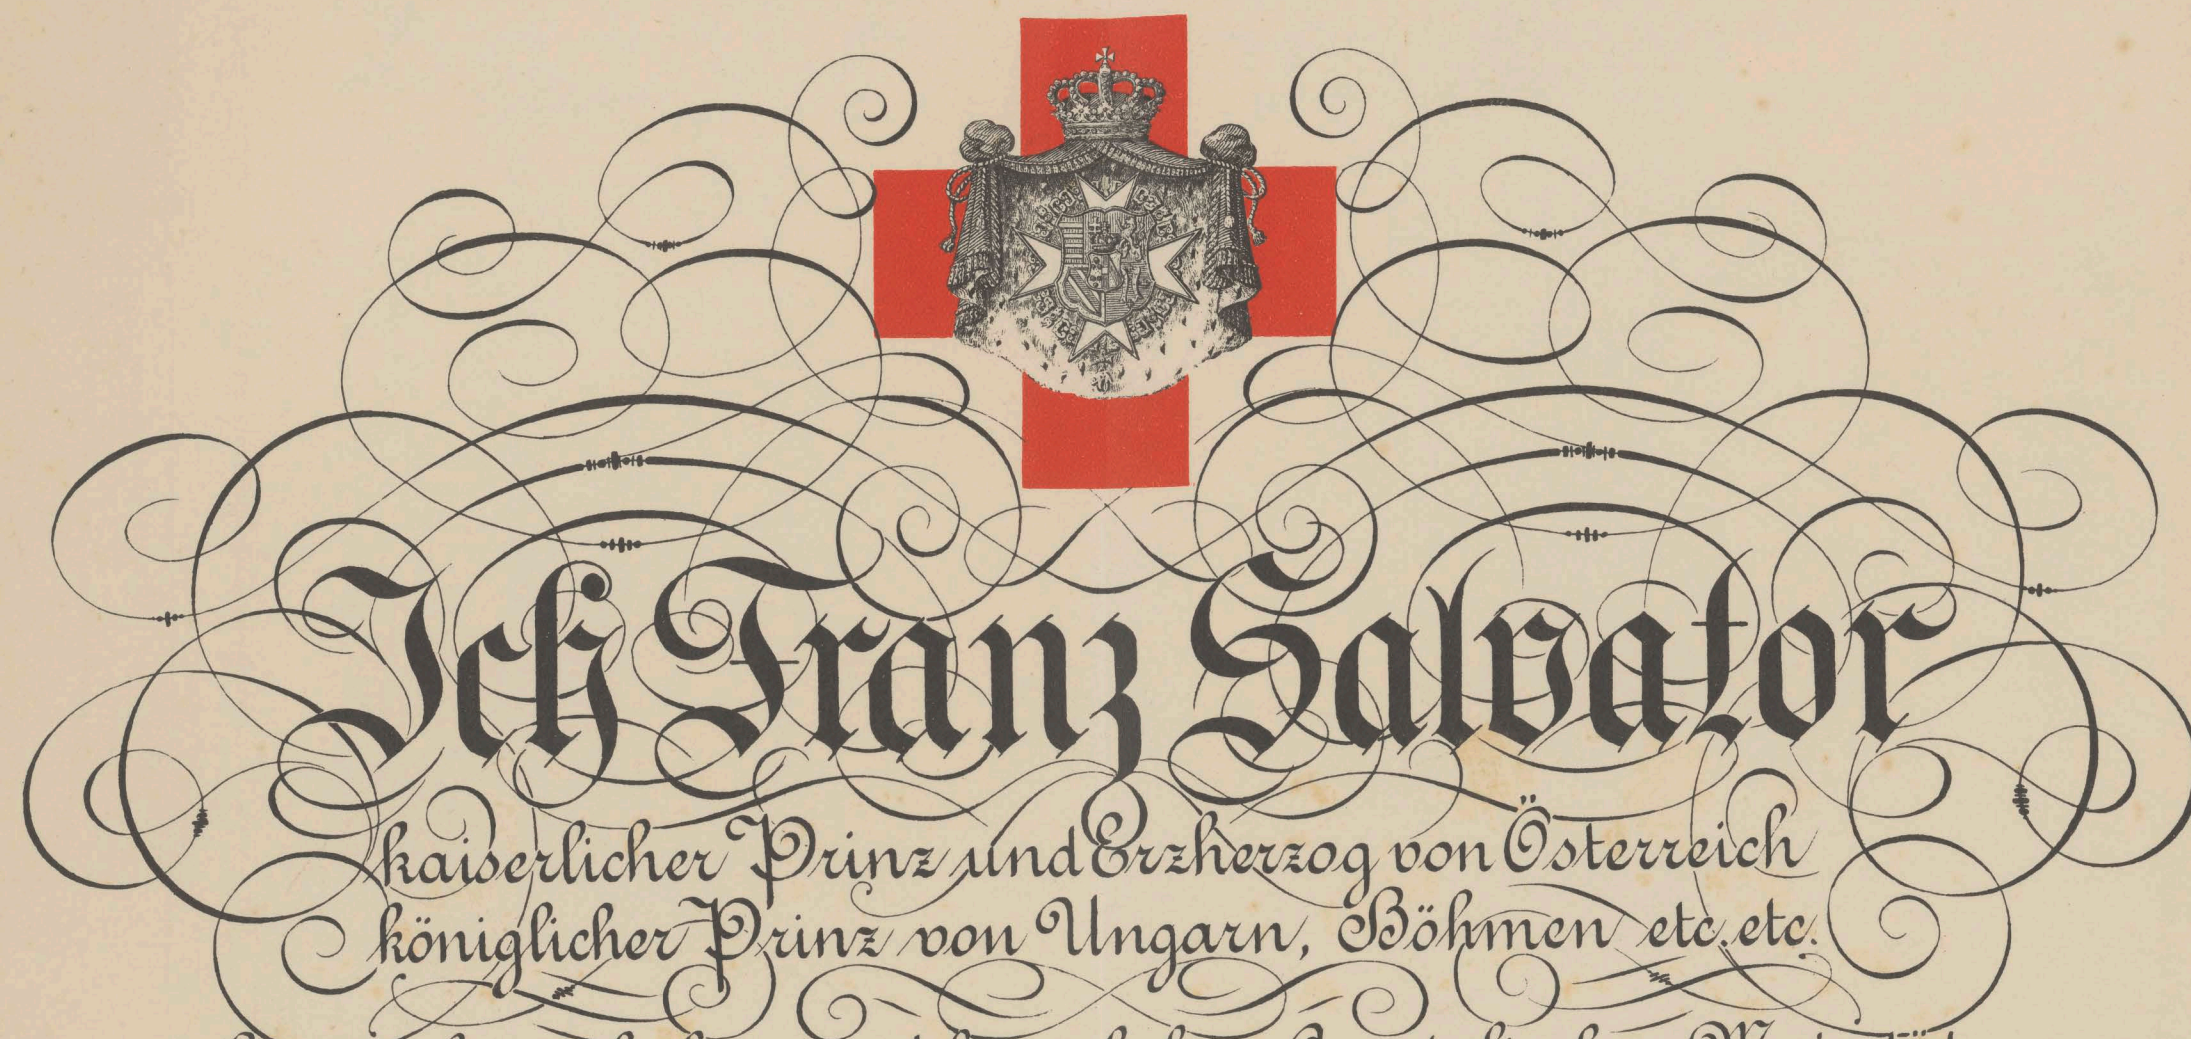 Ich Franz Salvator
kaiserlicher Prinz und Erzherzog von Österreich
königlicher Prinz von Ungarn, Böhmen etc. etc.